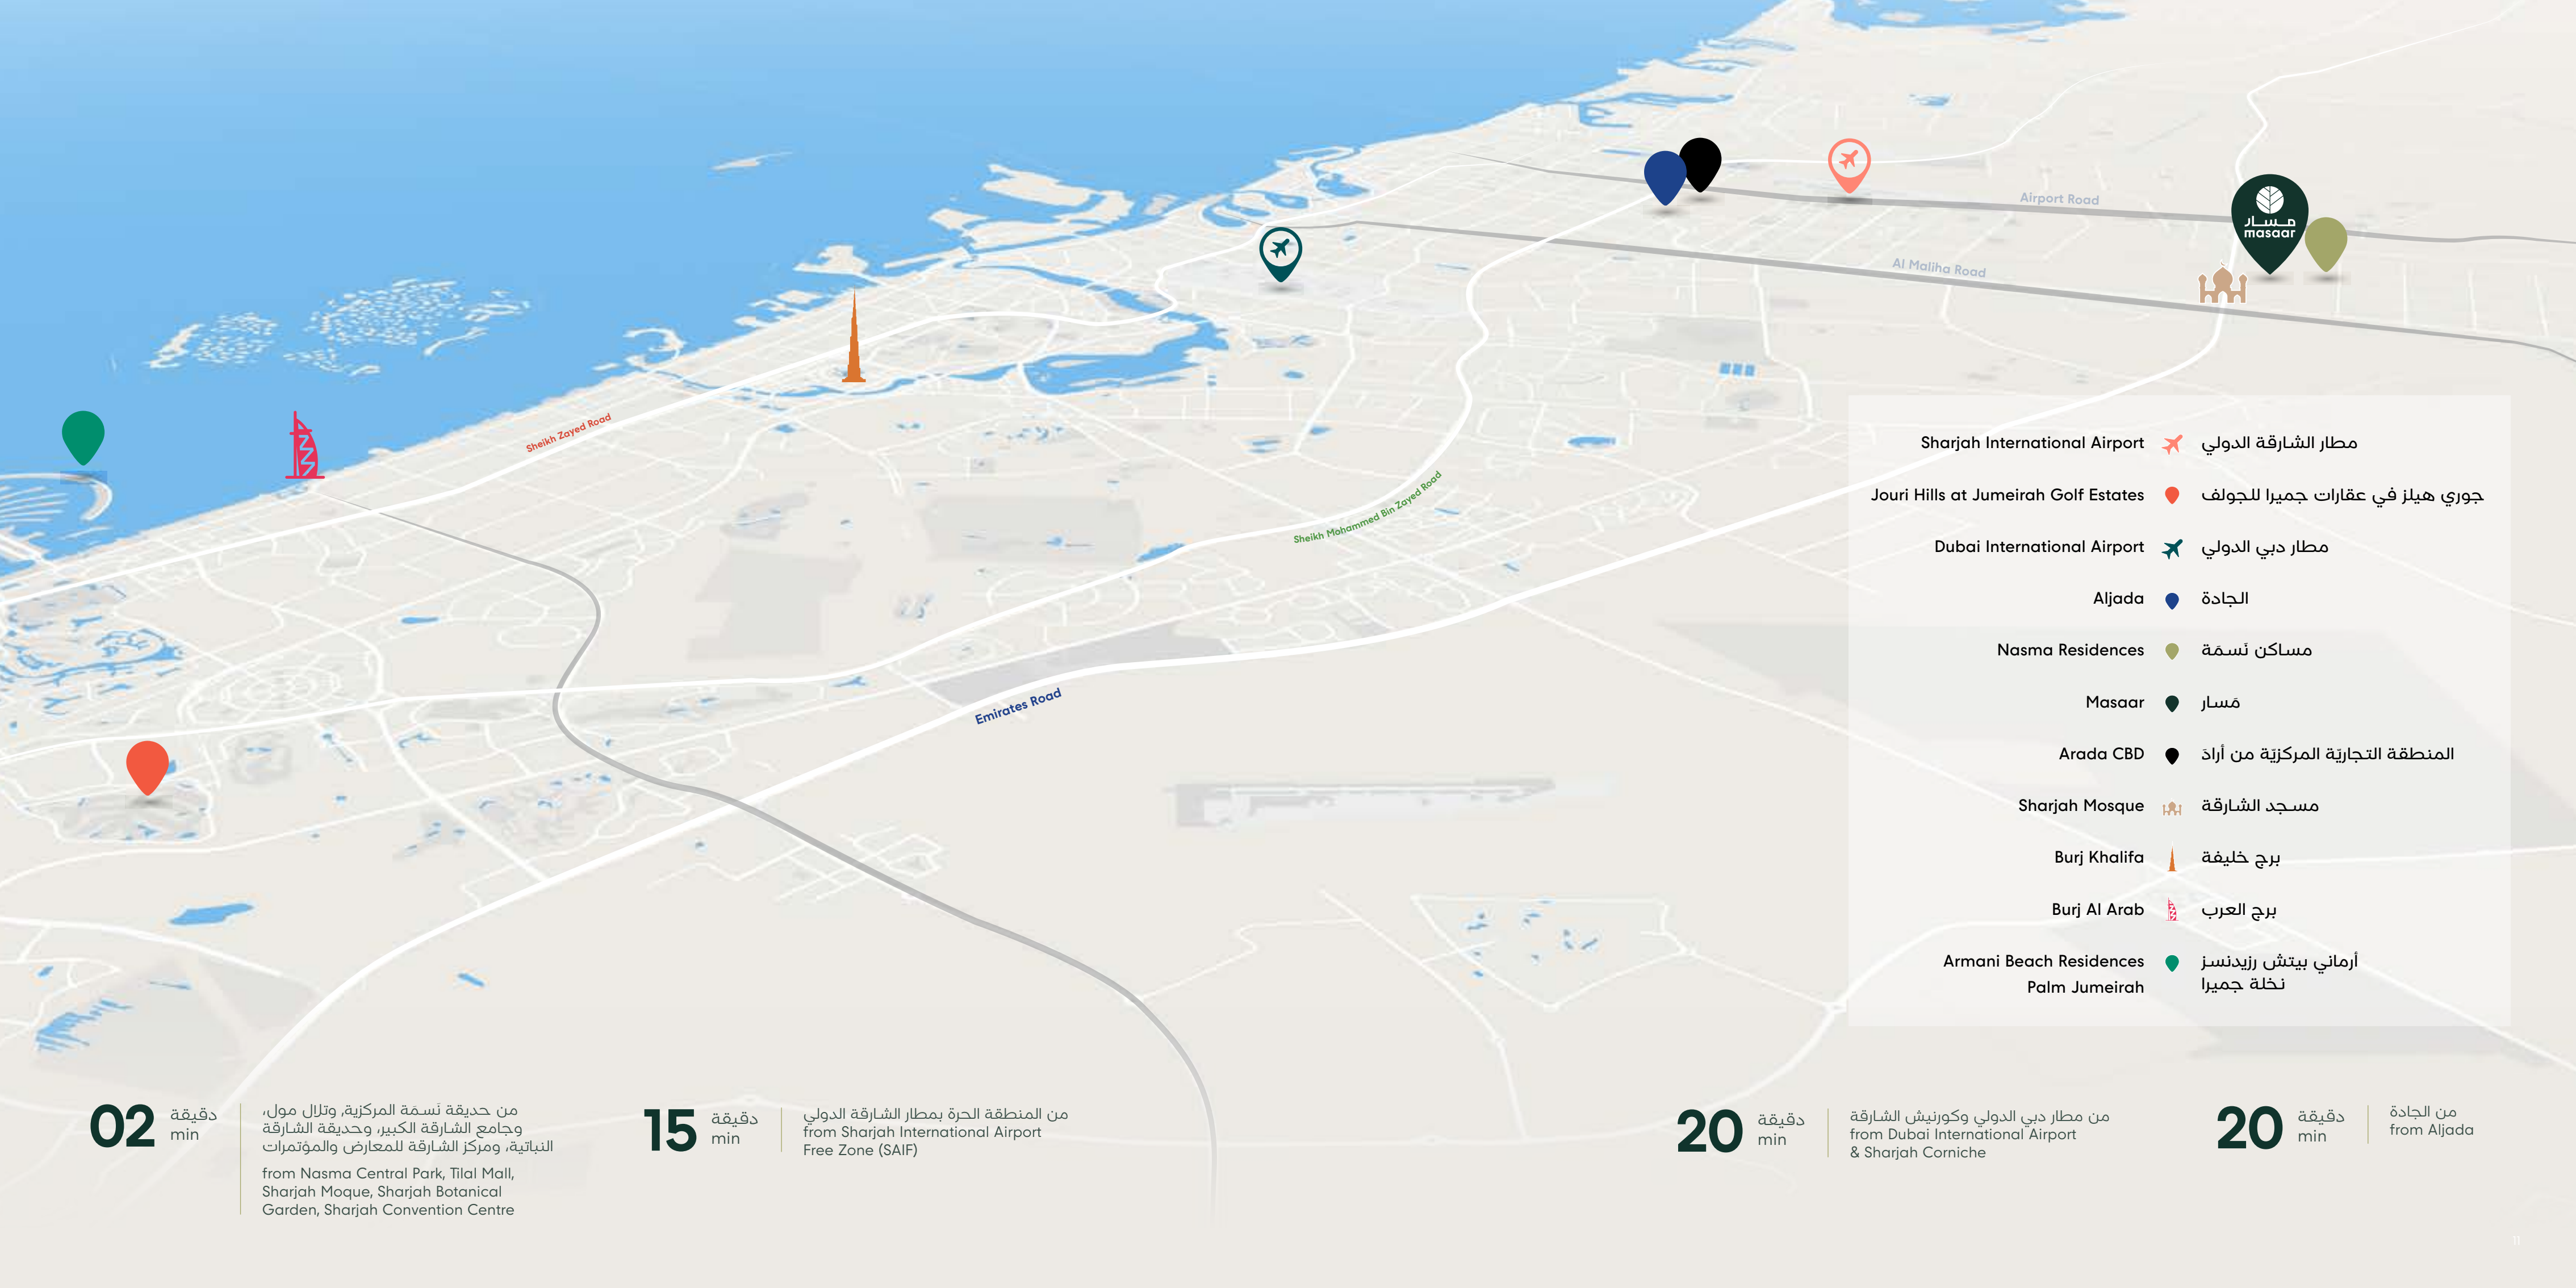 Airport Road
Al Maliha Road
مسار
masaar
Sheikh Zayed Road
Sheikh Mohammed Bin Zayed Road
Emirates Road
Sharjah International Airport
مطار الشارقة الدولي
Jouri Hills at Jumeirah Golf Estates
جوري هيلز في عقارات جميرا للجولف
Dubai International Airport
مطار دبي الدولي
Aljada
الجادة
Nasma Residences
مساكن نَسمَة
Masaar
مَسار
Arada CBD
المنطقة التجاريّة المركزيّة من أرادَ
Sharjah Mosque
مسجد الشارقة
Burj Khalifa
برج خليفة
Burj Al Arab
برج العرب
Armani Beach Residences
Palm Jumeirah
أرماني بيتش رزيدنسز
نخلة جميرا
02
دقيقة
min
من حديقة نَسمَة المركزية, وتلال مول،
وجامع الشارقة الكبير، وحديقة الشارقة
النباتية، ومركز الشارقة للمعارض والمؤتمرات
from Nasma Central Park, Tilal Mall,
Sharjah Moque, Sharjah Botanical
Garden, Sharjah Convention Centre
15
دقيقة
min
من المنطقة الحرة بمطار الشارقة الدولي
from Sharjah International Airport
Free Zone (SAIF)
20
دقيقة
min
من مطار دبي الدولي وكورنيش الشارقة
from Dubai International Airport
& Sharjah Corniche
20
دقيقة
min
من الجادة
from Aljada
11